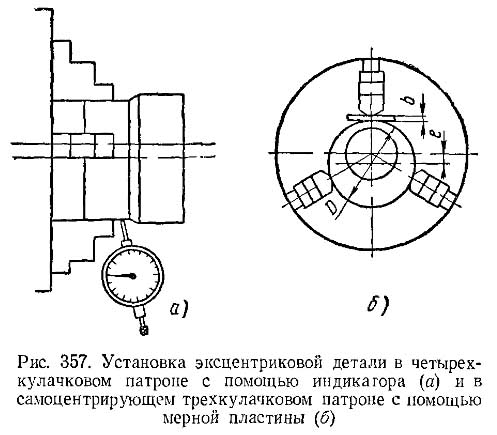 b
e
D
а)
б)
Рис. 357. Установка эксцентриковой детали в четырех-
кулачковом патроне с помощью индикатора (а) и в
самоцентрирующем трехкулачковом патроне с помощью
мерной пластины (б)